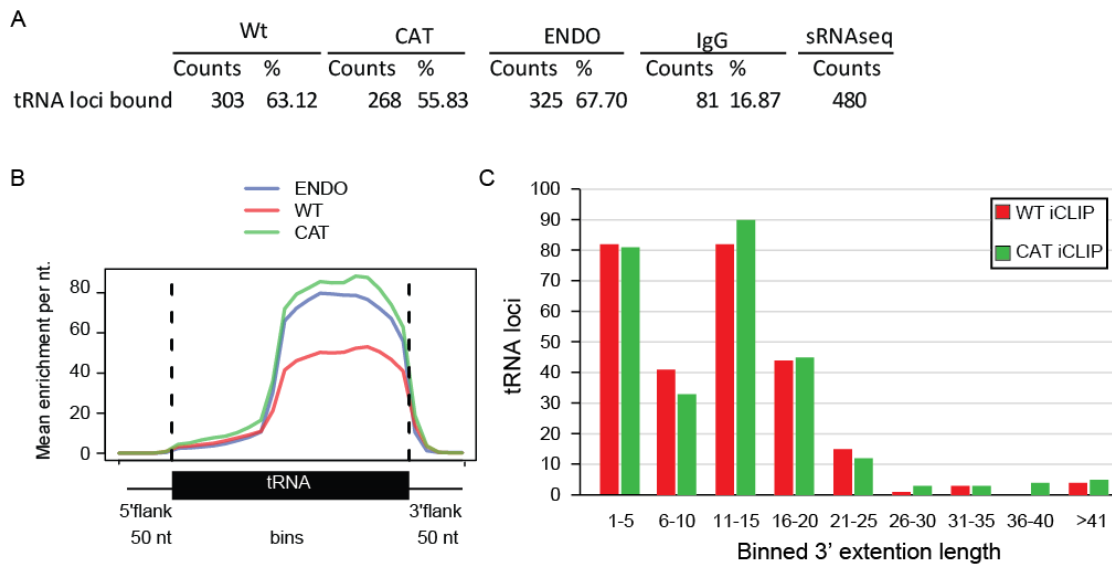 A
Wt CAT ENDO IgG sRNAseq
Counts % Counts % Counts % Counts % Counts
tRNA loci bound 303 63.12 268 55.83 325 67.70 81 16.87 480
B
ENDO
WT
CAT
Mean enrichment per nt.
80
60
40
20
0
tRNA
5'flank 3'flank
50 nt bins 50 nt
C
WT iCLIP
CAT iCLIP
tRNA loci
100
90
80
70
60
50
40
30
20
10
0
1-5 6-10 11-15 16-20 21-25 26-30 31-35 36-40 >41
Binned 3' extention length